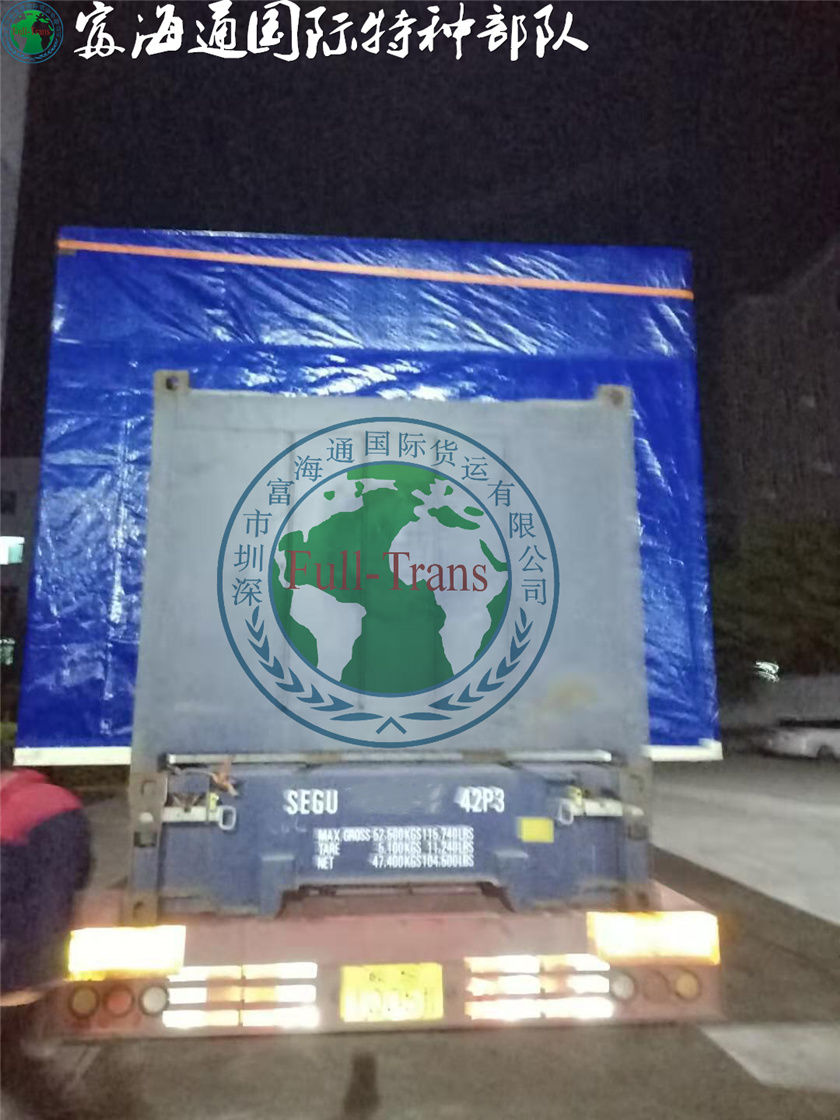 富海通国际特种部队
Full-Trans
深圳市富海通国际货运有限公司
Full-Trans
SEGU 42P3
MAX.GROSS 52.500KGS 115.740LBS
TARE 5.100KGS 11.240LBS
NET 47.400KGS 104.500LBS